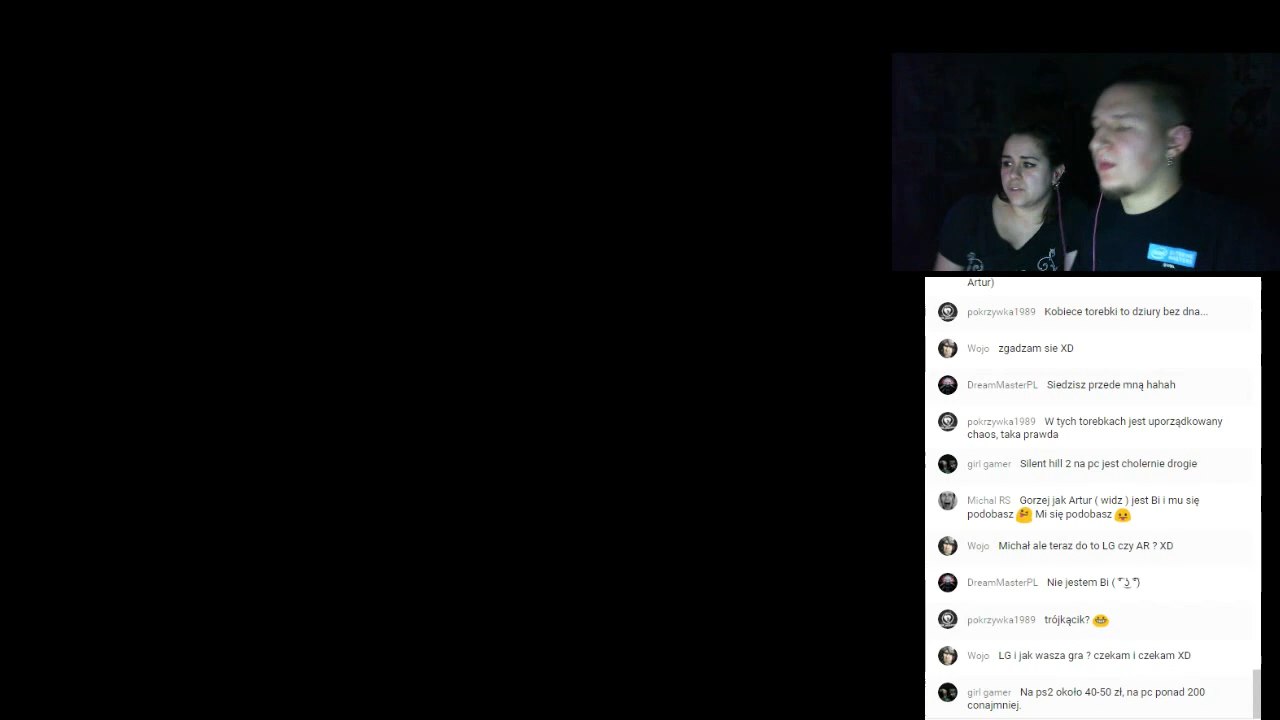 Artur)
pokrzywka1989 Kobiece torebki to dziury bez dna...
Wojo zgadzam sie XD
DreamMasterPL Siedzisz przede mną hahah
pokrzywka1989 W tych torebkach jest uporządkowany
chaos, taka prawda
girl gamer Silent hill 2 na pc jest cholernie drogie
Michal RS Gorzej jak Artur ( widz ) jest Bi i mu się
podobasz 🤔 Mi się podobasz 😛
Wojo Michał ale teraz do to LG czy AR ? XD
DreamMasterPL Nie jestem Bi ( ͡° ͜ʖ ͡°)
pokrzywka1989 trójkącik? 😂
Wojo LG i jak wasza gra ? czekam i czekam XD
girl gamer Na ps2 około 40-50 zł, na pc ponad 200
conajmniej.